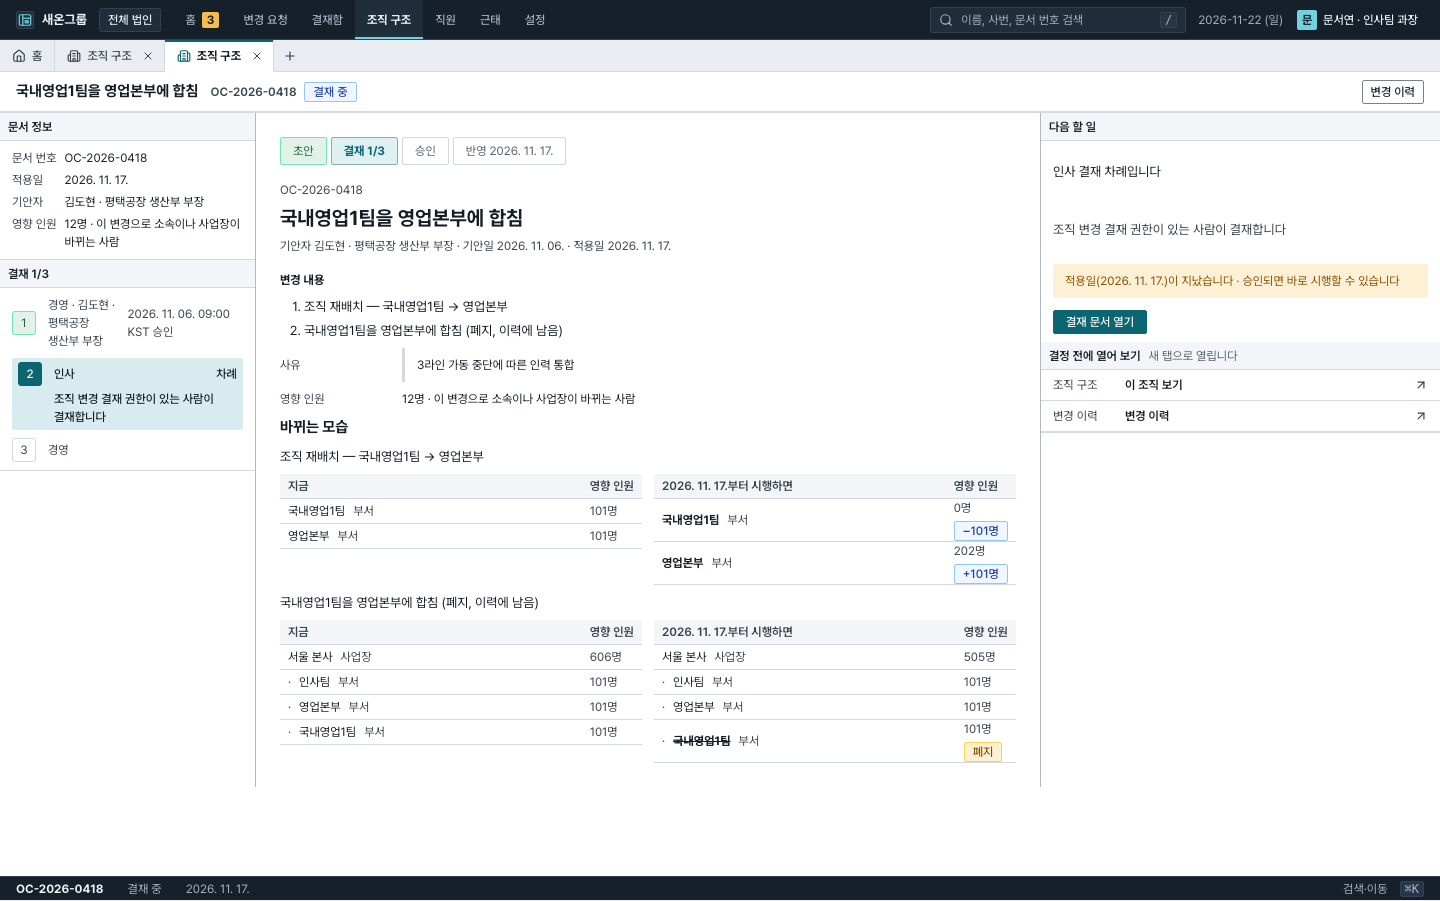 새온그룹 전체 법인 홈 3 변경 요청 결재함 조직 구조 직원 근태 설정 이름, 사번, 문서 번호 검색 / 2026-11-22 (일) 문 문서연 · 인사팀 과장
홈 조직 구조 조직 구조
국내영업1팀을 영업본부에 합침 OC-2026-0418 결재 중 변경 이력
문서 정보
문서 번호 OC-2026-0418
적용일 2026. 11. 17.
기안자 김도현 · 평택공장 생산부 부장
영향 인원 12명 · 이 변경으로 소속이나 사업장이
바뀌는 사람
결재 1/3
1 경영 · 김도현 ·
평택공장
생산부 부장
2026. 11. 06. 09:00
KST 승인
2 인사 차례
조직 변경 결재 권한이 있는 사람이
결재합니다
3 경영
초안 결재 1/3 승인 반영 2026. 11. 17.
OC-2026-0418
국내영업1팀을 영업본부에 합침
기안자 김도현 · 평택공장 생산부 부장 · 기안일 2026. 11. 06. · 적용일 2026. 11. 17.
변경 내용
1. 조직 재배치 — 국내영업1팀 → 영업본부
2. 국내영업1팀을 영업본부에 합침 (폐지, 이력에 남음)
사유 3라인 가동 중단에 따른 인력 통합
영향 인원 12명 · 이 변경으로 소속이나 사업장이 바뀌는 사람
바뀌는 모습
조직 재배치 — 국내영업1팀 → 영업본부
지금 영향 인원
국내영업1팀 부서 101명
영업본부 부서 101명
2026. 11. 17.부터 시행하면 영향 인원
국내영업1팀 부서 0명
−101명
영업본부 부서 202명
+101명
국내영업1팀을 영업본부에 합침 (폐지, 이력에 남음)
지금 영향 인원
서울 본사 사업장 606명
· 인사팀 부서 101명
· 영업본부 부서 101명
· 국내영업1팀 부서 101명
2026. 11. 17.부터 시행하면 영향 인원
서울 본사 사업장 505명
· 인사팀 부서 101명
· 영업본부 부서 101명
· 국내영업1팀 부서 101명
폐지
다음 할 일
인사 결재 차례입니다
조직 변경 결재 권한이 있는 사람이 결재합니다
적용일(2026. 11. 17.)이 지났습니다 · 승인되면 바로 시행할 수 있습니다
결재 문서 열기
결정 전에 열어 보기 새 탭으로 열립니다
조직 구조 이 조직 보기
변경 이력 변경 이력
OC-2026-0418 결재 중 2026. 11. 17. 검색·이동 ⌘K